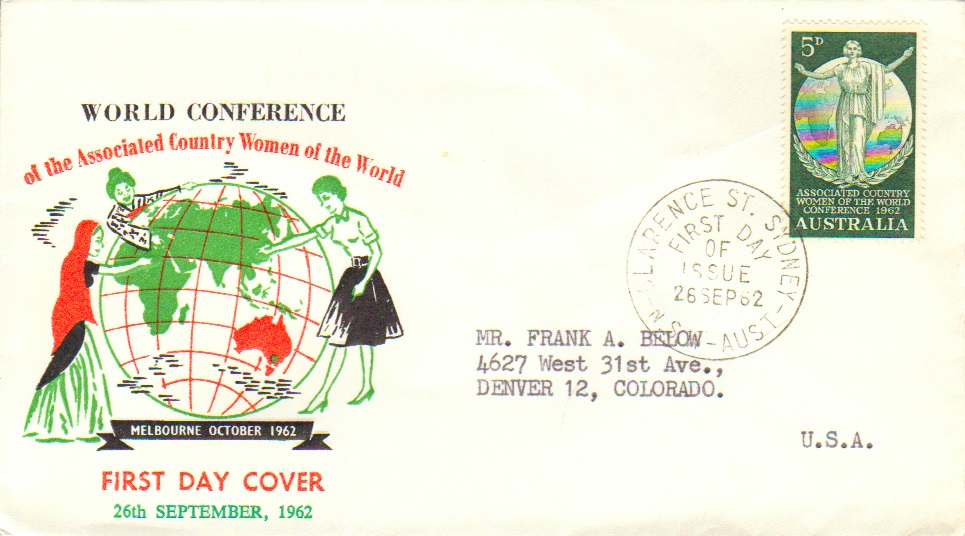 WORLD CONFERENCE
of the Associated Country Women of the World
MELBOURNE OCTOBER 1962
FIRST DAY COVER
26th SEPTEMBER, 1962
5D
ASSOCIATED COUNTRY
WOMEN OF THE WORLD
CONFERENCE 1962
AUSTRALIA
CLARENCE ST. SYDNEY
N.S.W-AUST-
FIRST DAY
OF
ISSUE
26SEP62
MR. FRANK A. BELOW
4627 West 31st Ave.,
DENVER 12, COLORADO.
U.S.A.